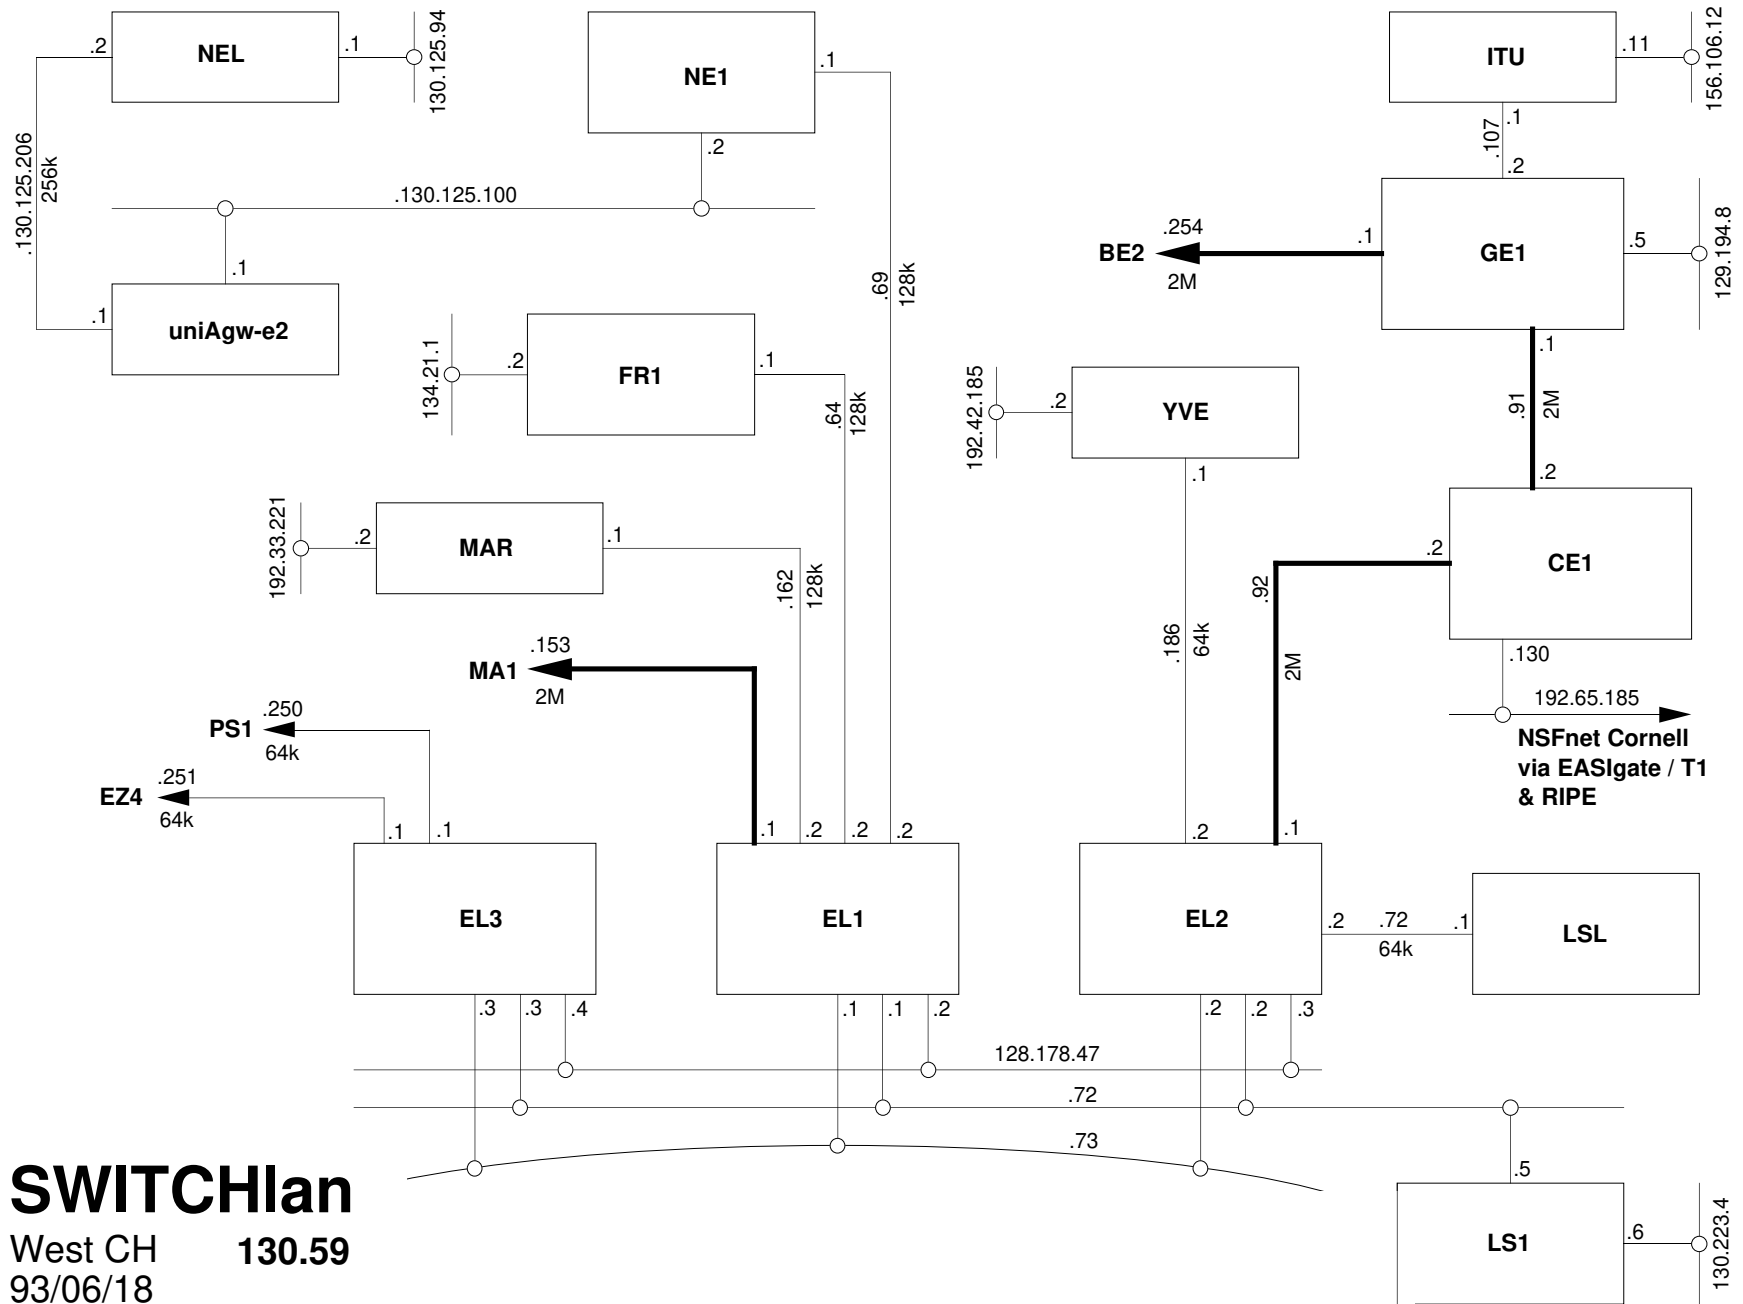 .2
NEL
.1
130.125.94
NE1
.1
.2
ITU
.11
156.106.12
.1
.107
.2
.130.125.206
256k
.130.125.100
.1
.1
uniAgw-e2
.69
128k
BE2
.254
2M
.1
GE1
.5
129.194.8
.1
.91
2M
.2
134.21.1
.2
FR1
.1
.64
128k
192.42.185
.2
YVE
.1
.186
64k
192.33.221
.2
MAR
.1
.162
128k
.2
CE1
.92
2M
.130
192.65.185
NSFnet Cornell
via EASIgate / T1
& RIPE
MA1
.153
2M
PS1
.250
64k
EZ4
.251
64k
.1
.1
.1
.2
.2
.2
.2
.1
EL3
EL1
EL2
.2
.72
64k
.1
LSL
.3
.3
.4
.1
.1
.2
.2
.2
.3
128.178.47
.72
.73
.5
LS1
.6
130.223.4
SWITCHlan
West CH 130.59
93/06/18